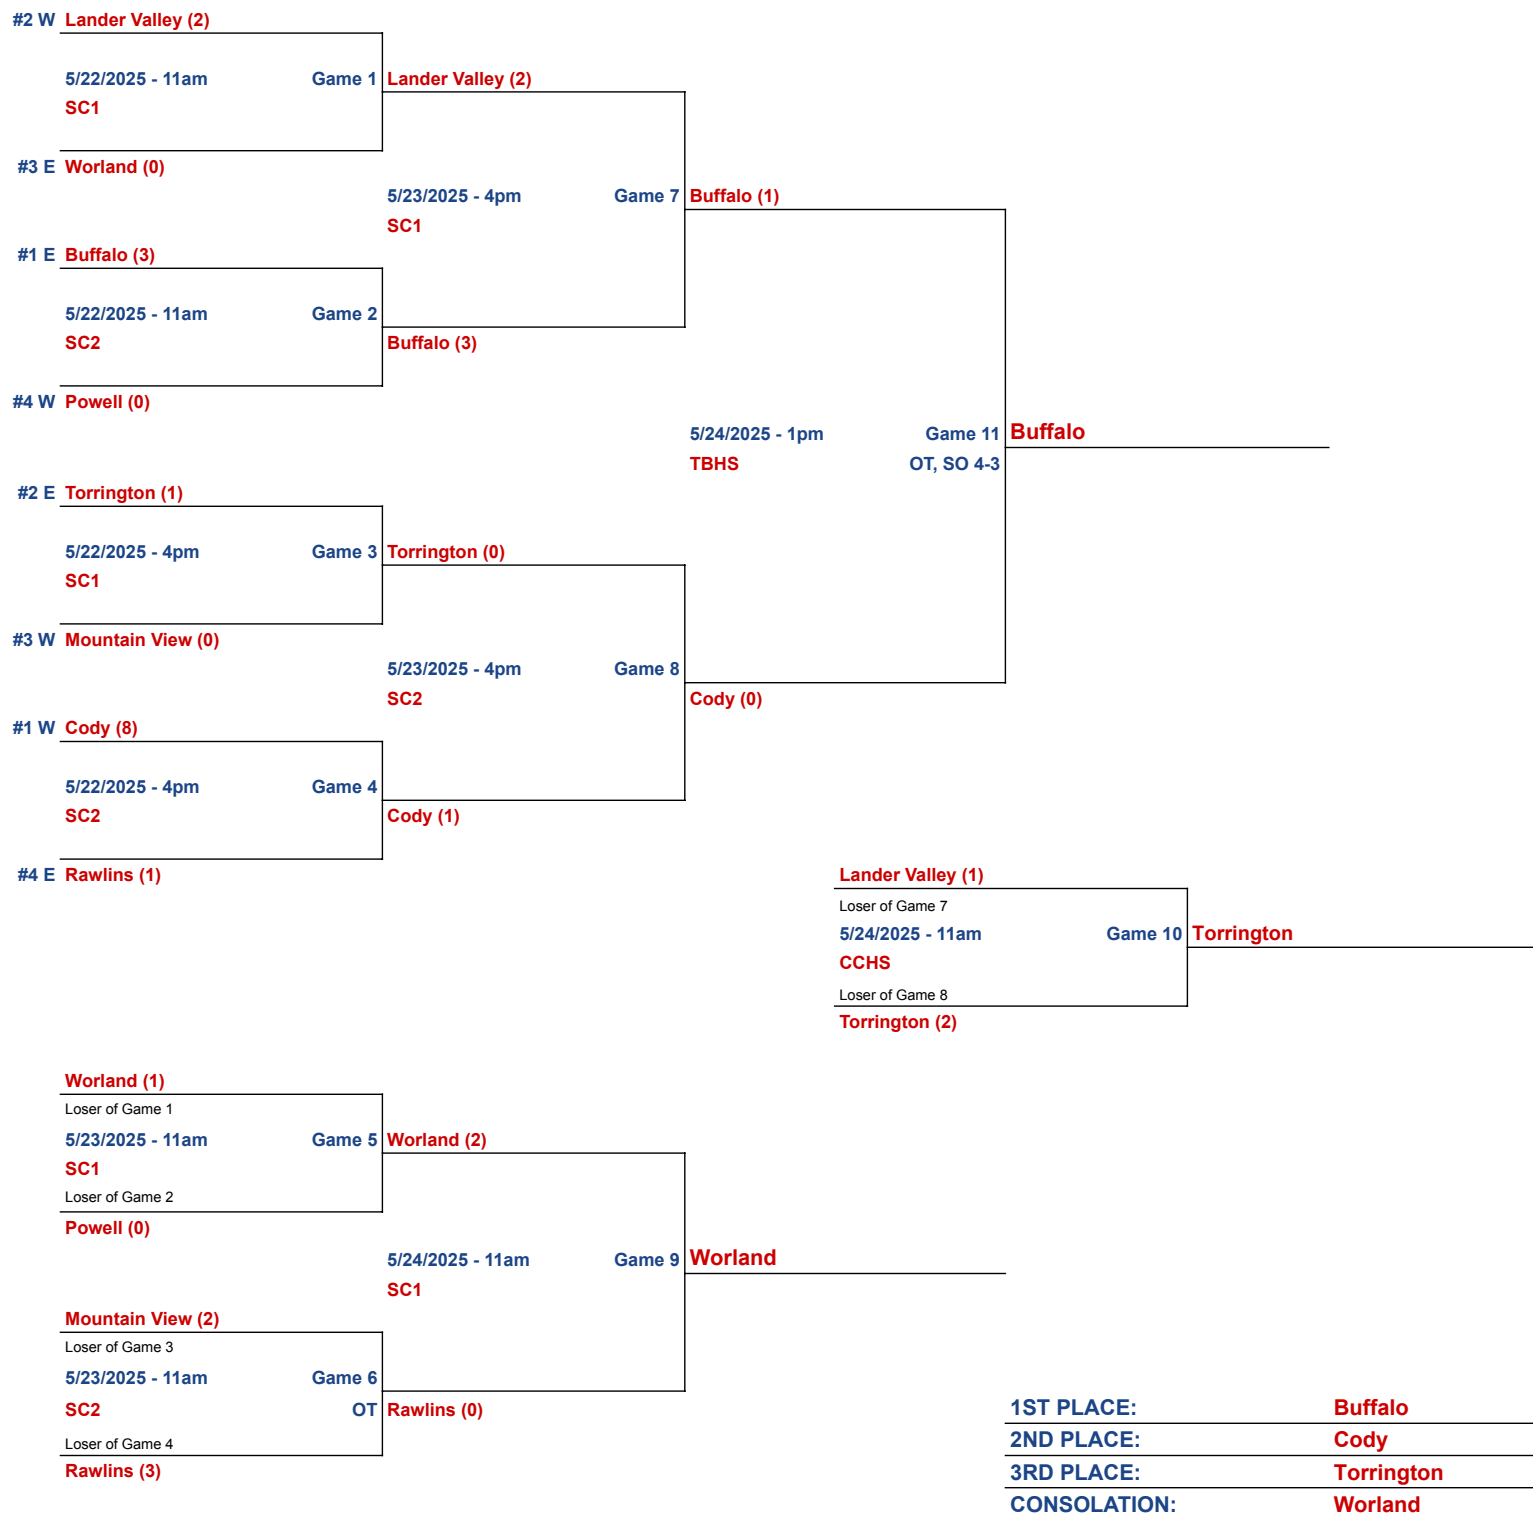 #2 W Lander Valley (2)
5/22/2025 - 11am Game 1 Lander Valley (2)
SC1
#3 E Worland (0)
5/23/2025 - 4pm Game 7 Buffalo (1)
SC1
#1 E Buffalo (3)
5/22/2025 - 11am Game 2
SC2 Buffalo (3)
#4 W Powell (0)
5/24/2025 - 1pm Game 11 Buffalo
TBHS OT, SO 4-3
#2 E Torrington (1)
5/22/2025 - 4pm Game 3 Torrington (0)
SC1
#3 W Mountain View (0)
5/23/2025 - 4pm Game 8
SC2 Cody (0)
#1 W Cody (8)
5/22/2025 - 4pm Game 4
SC2 Cody (1)
#4 E Rawlins (1)
Lander Valley (1)
Loser of Game 7
5/24/2025 - 11am Game 10 Torrington
CCHS
Loser of Game 8
Torrington (2)
Worland (1)
Loser of Game 1
5/23/2025 - 11am Game 5 Worland (2)
SC1
Loser of Game 2
Powell (0)
5/24/2025 - 11am Game 9 Worland
SC1
Mountain View (2)
Loser of Game 3
5/23/2025 - 11am Game 6
SC2 OT Rawlins (0)
Loser of Game 4
Rawlins (3)
1ST PLACE: Buffalo
2ND PLACE: Cody
3RD PLACE: Torrington
CONSOLATION: Worland